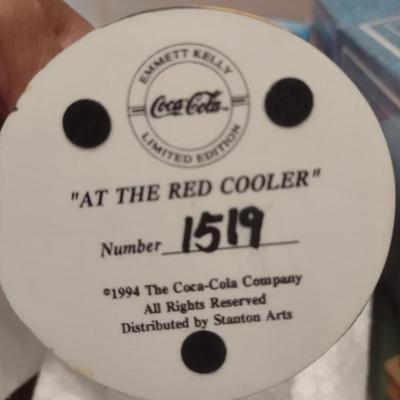 EMMETT KELLY
Coca-Cola
LIMITED EDITION
"AT THE RED COOLER"
Number 1519
©1994 The Coca-Cola Company
All Rights Reserved
Distributed by Stanton Arts